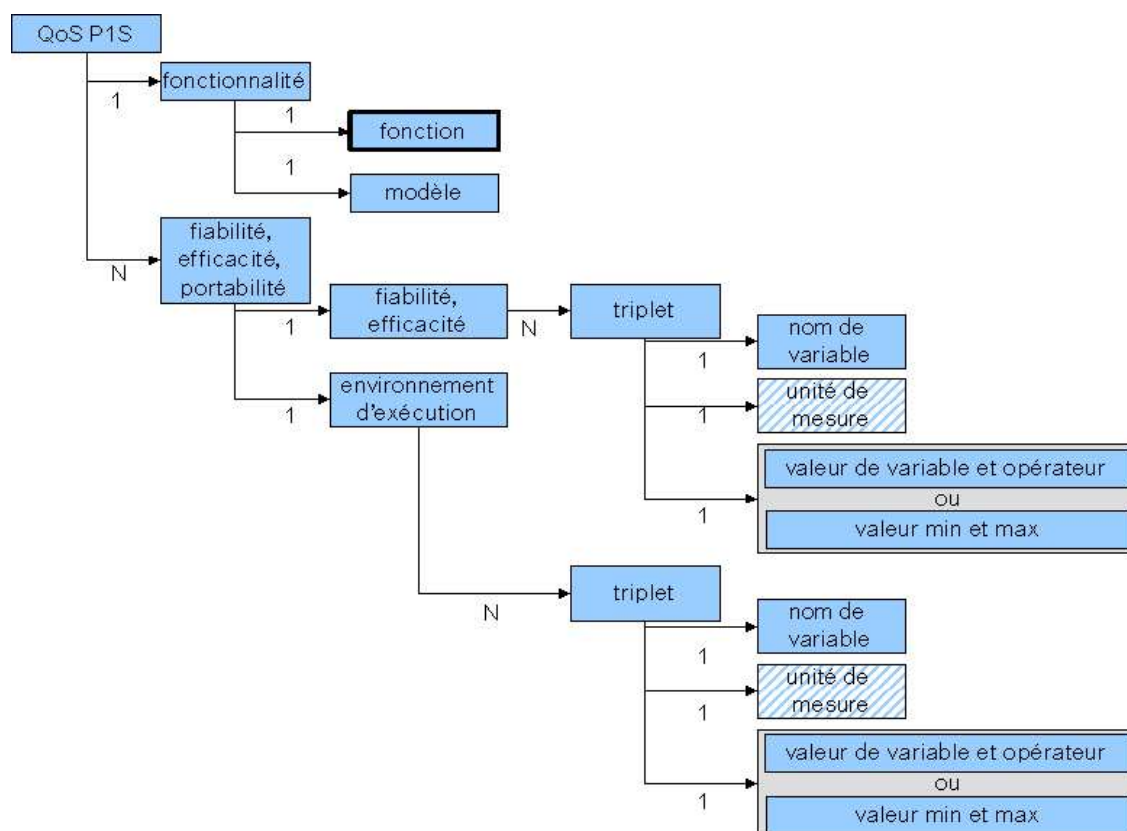 QoS P1S
fonctionnalité
1
1
fonction
1
modèle
fiabilité,
efficacité,
portabilité
N
fiabilité,
efficacité
1
N
triplet
nom de
variable
1
unité de
mesure
1
valeur de variable et opérateur
ou
valeur min et max
1
environnement
d'exécution
1
N
triplet
nom de
variable
1
unité de
mesure
1
valeur de variable et opérateur
ou
valeur min et max
1